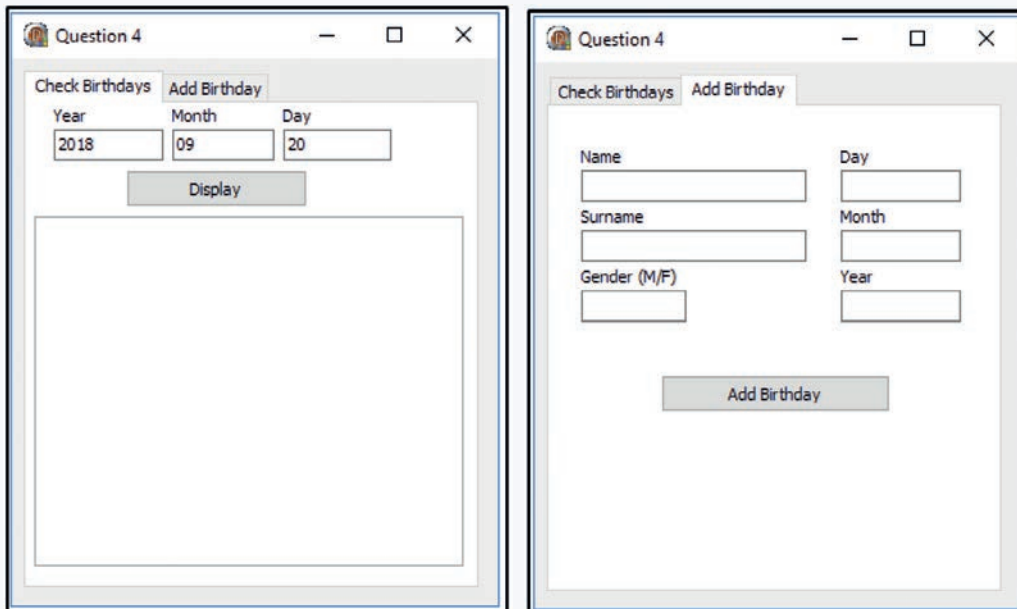 Question 4
Check Birthdays Add Birthday
Year Month Day
2018 09 20
Display
Question 4
Check Birthdays Add Birthday
Name Day
Surname Month
Gender (M/F) Year
Add Birthday